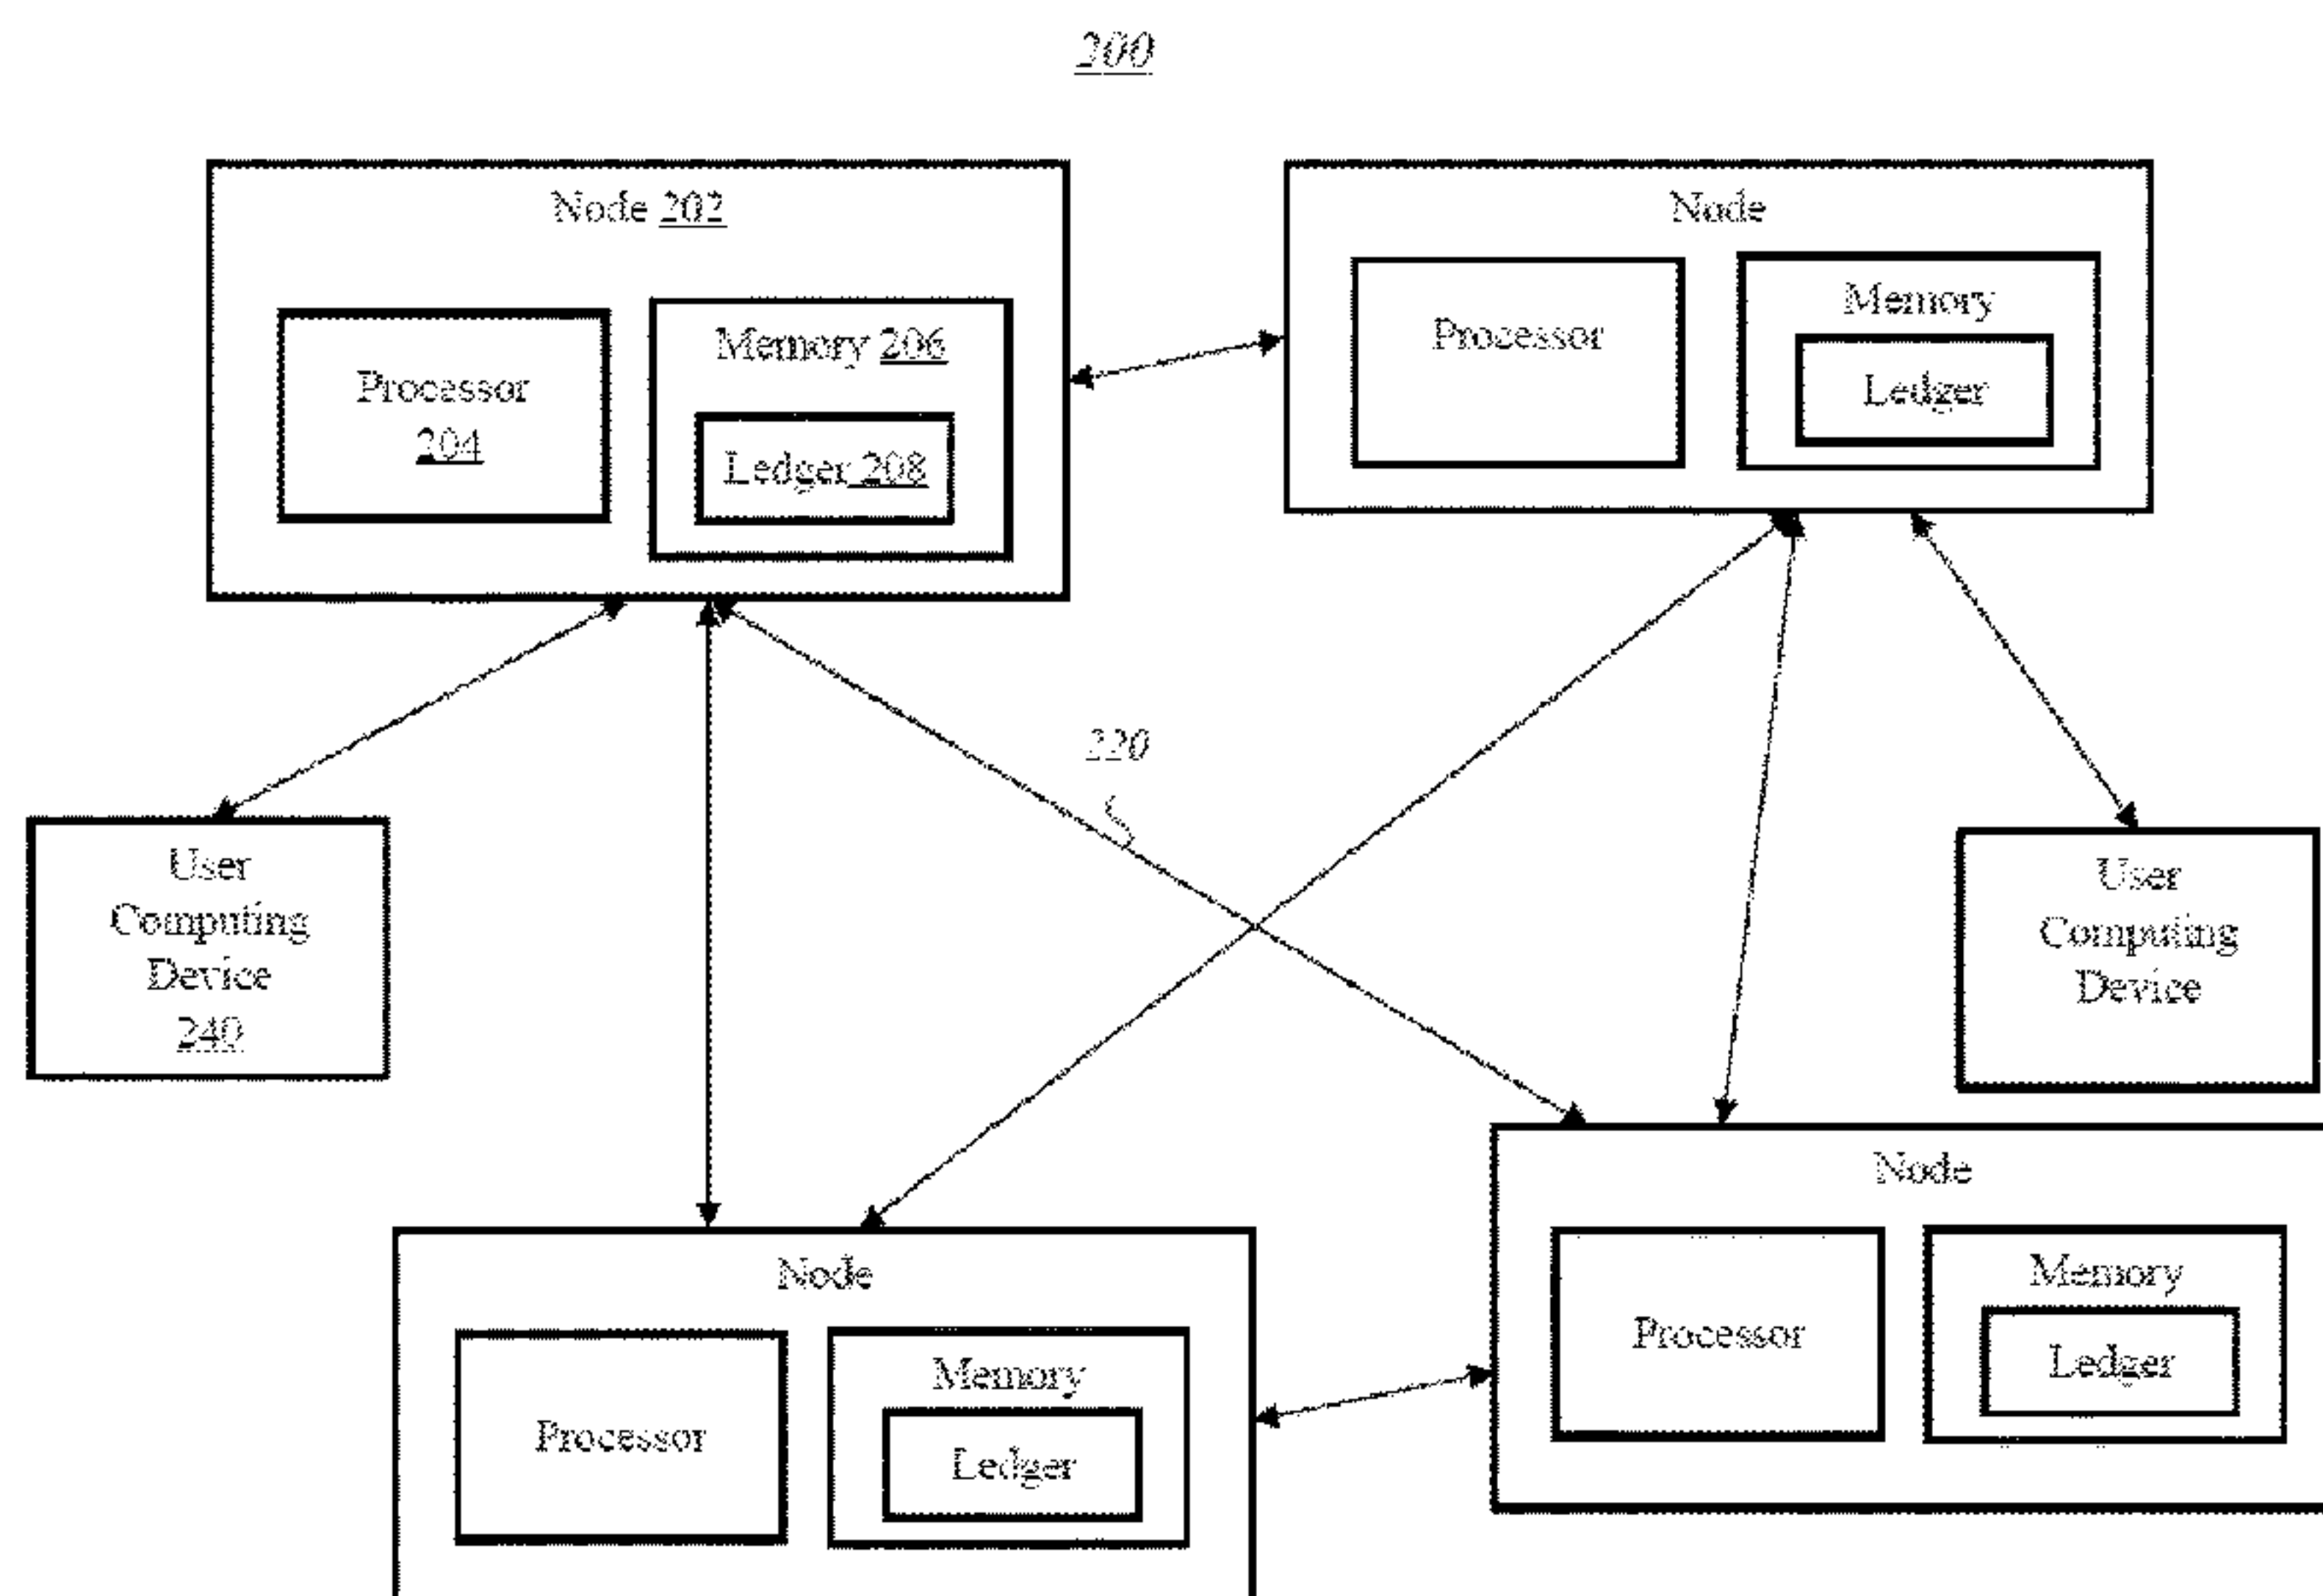 200
Node 202
Processor
204
Memory 206
Ledger 208
Node
Processor
Memory
Ledger
220
User
Computing
Device
240
User
Computing
Device
Node
Processor
Memory
Ledger
Node
Processor
Memory
Ledger